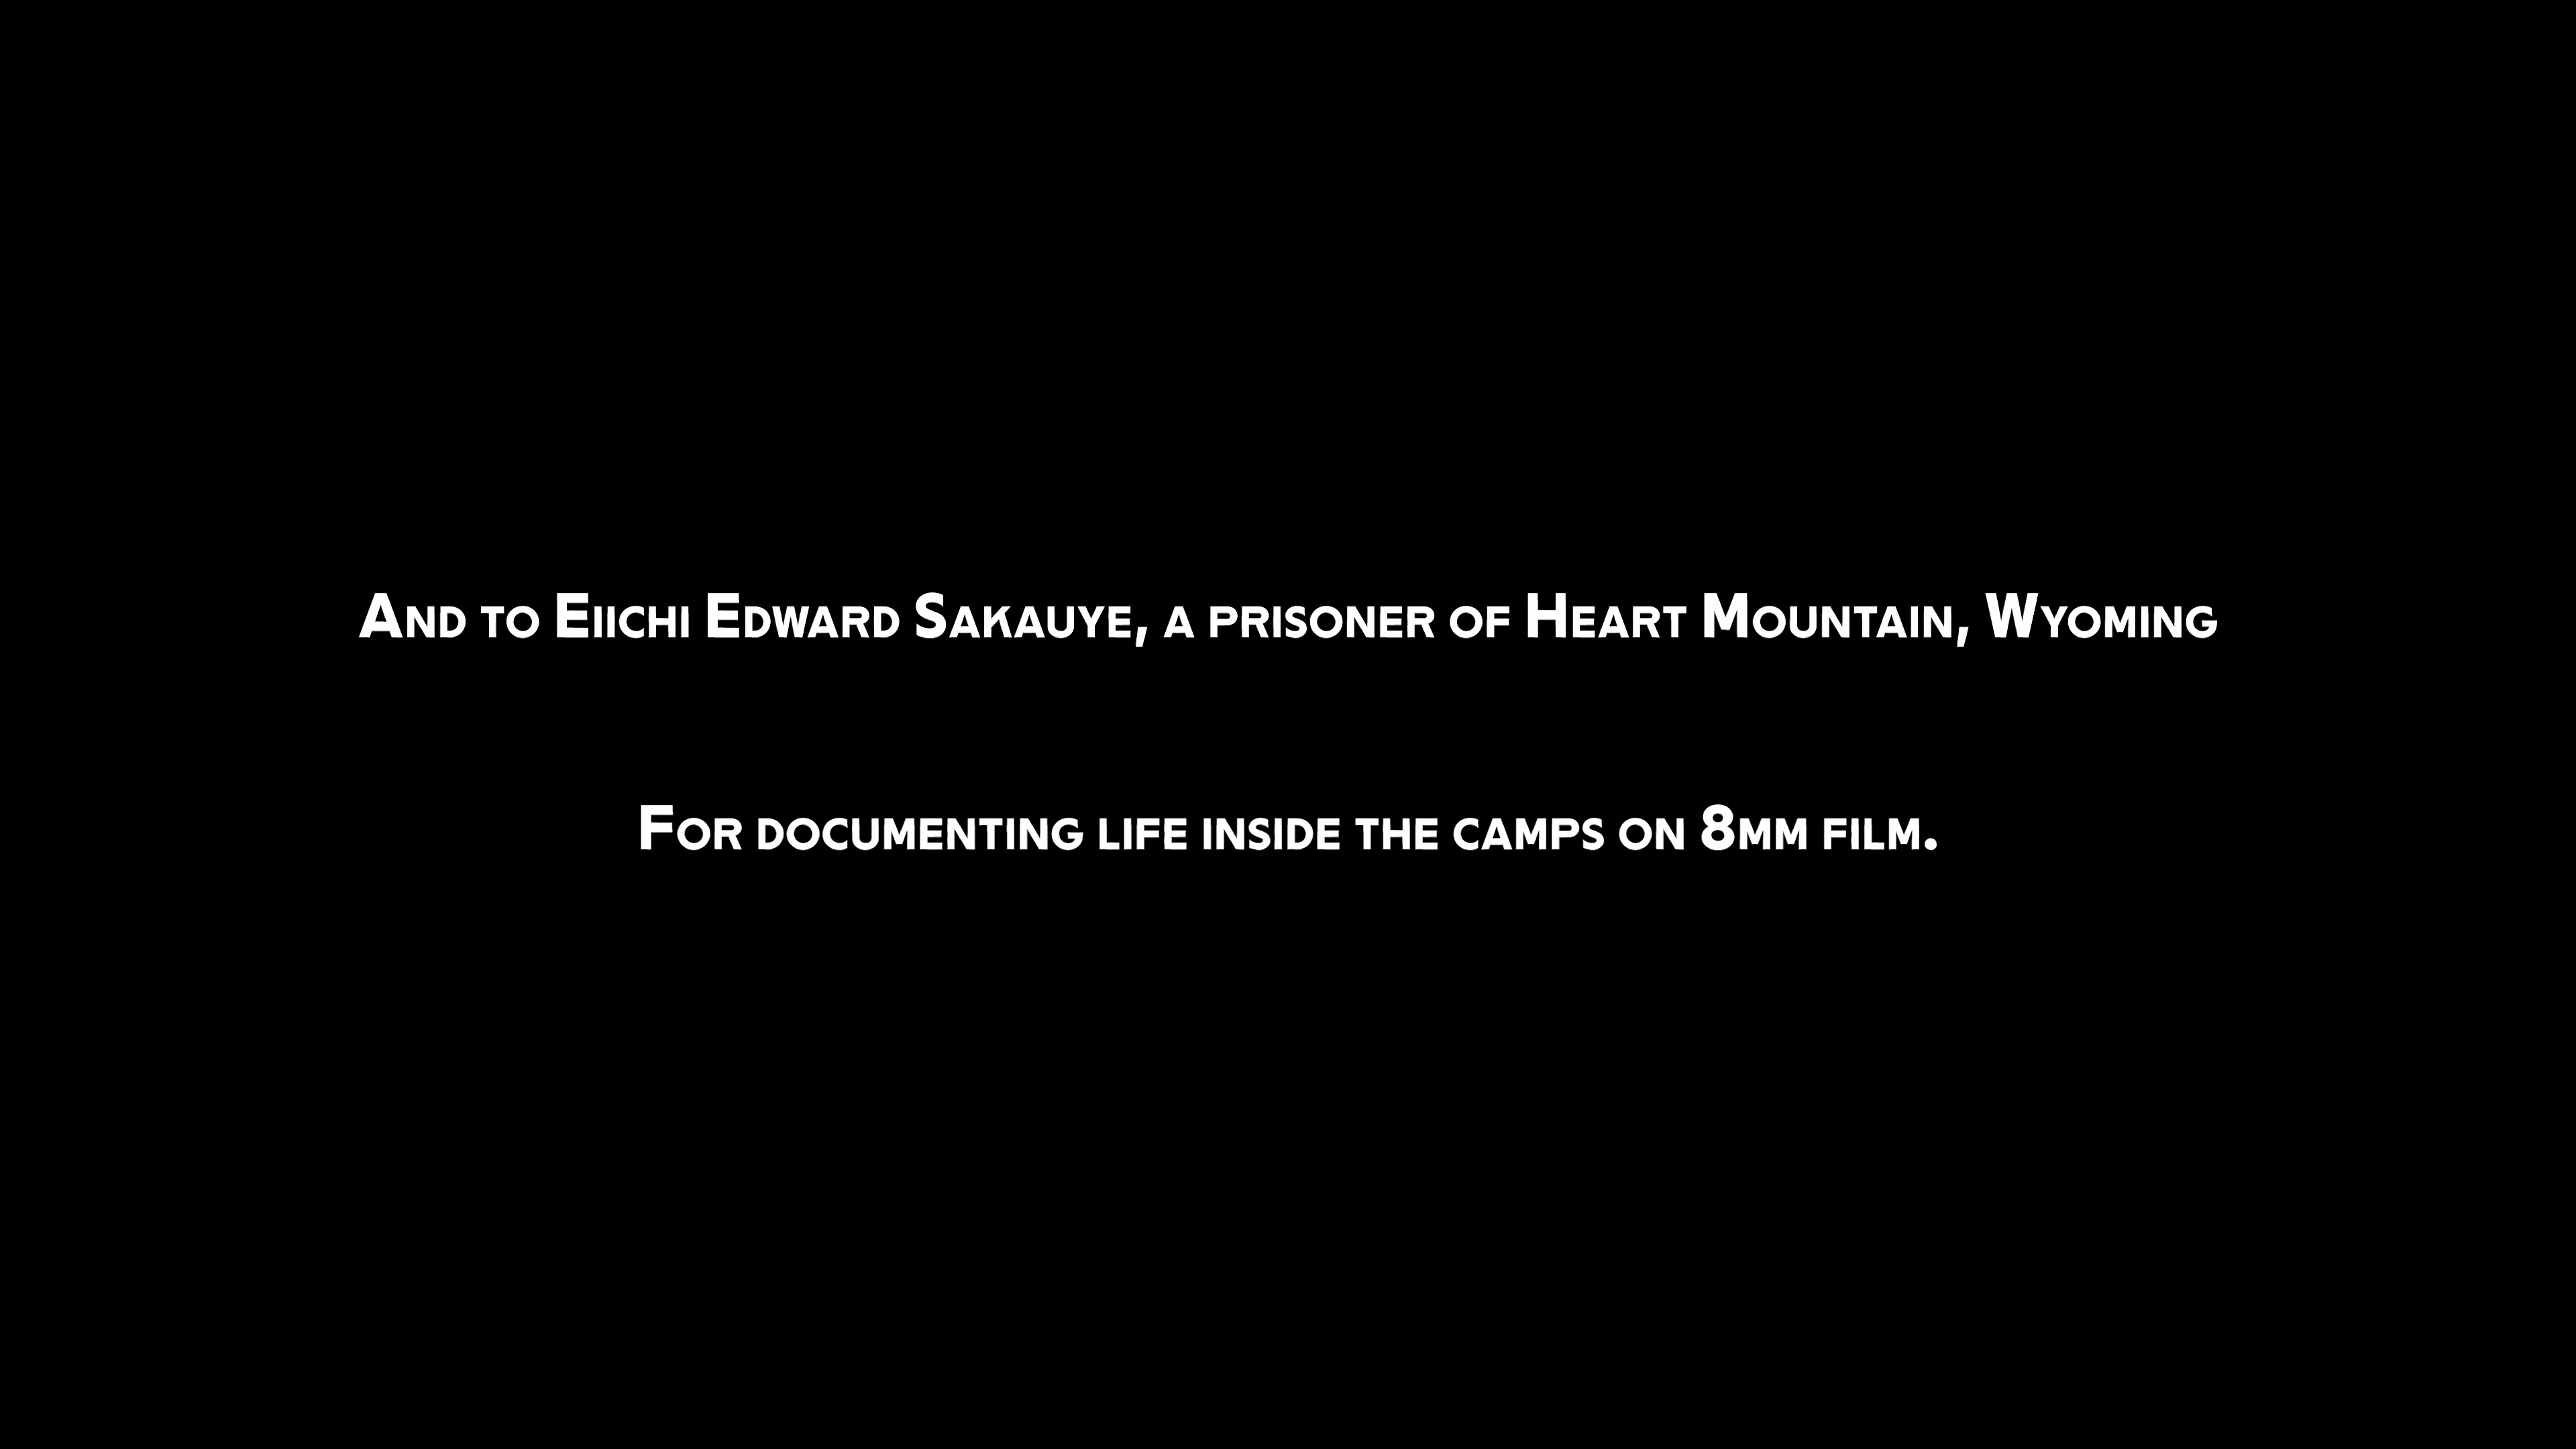 And to Eiichi Edward Sakauye, a prisoner of Heart Mountain, Wyoming
For documenting life inside the camps on 8mm film.